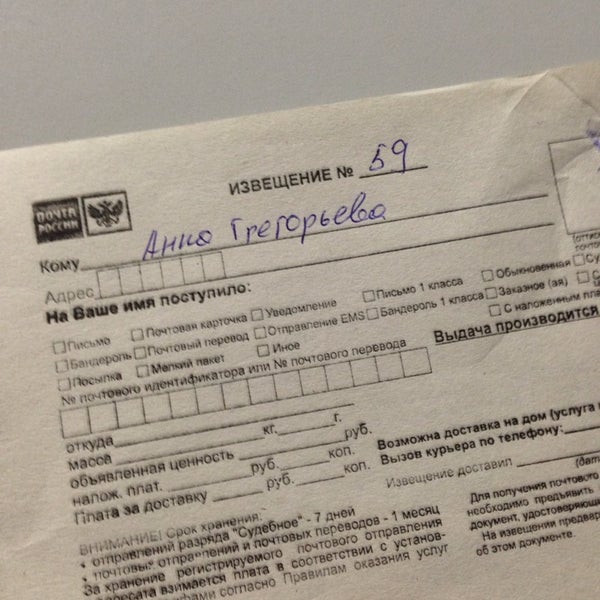 ПОЧТА
РОССИИ
ИЗВЕЩЕНИЕ № 59
Кому Анна Григорьева
Адрес
На Ваше имя поступило:
Письмо Почтовая карточка Уведомление Письмо 1 класса Обыкновенная
Бандероль Почтовый перевод Отправление EMS Бандероль 1 класса Заказное (ая)
Посылка Мелкий пакет Иное С наложенным
№ почтового идентификатора или № почтового перевода
Выдача производится
откуда
масса кг. г.
объявленная ценность руб. коп.
налож. плат. руб. коп.
Плата за доставку руб. коп.
Возможна доставка на дом (услуга
Вызов курьера по телефону:
Извещение доставил
ВНИМАНИЕ! Срок хранения:
• отправлений разряда "Судебное" - 7 дней
• почтовых отправлений и почтовых переводов - 1 месяц
За хранение регистрируемого почтового отправления
адресата взимается плата в соответствии с установ-
согласно Правилам оказания услуг
Для получения почтового
необходимо предъявить
документ, удостоверяющий
На извещении
об этом документе.